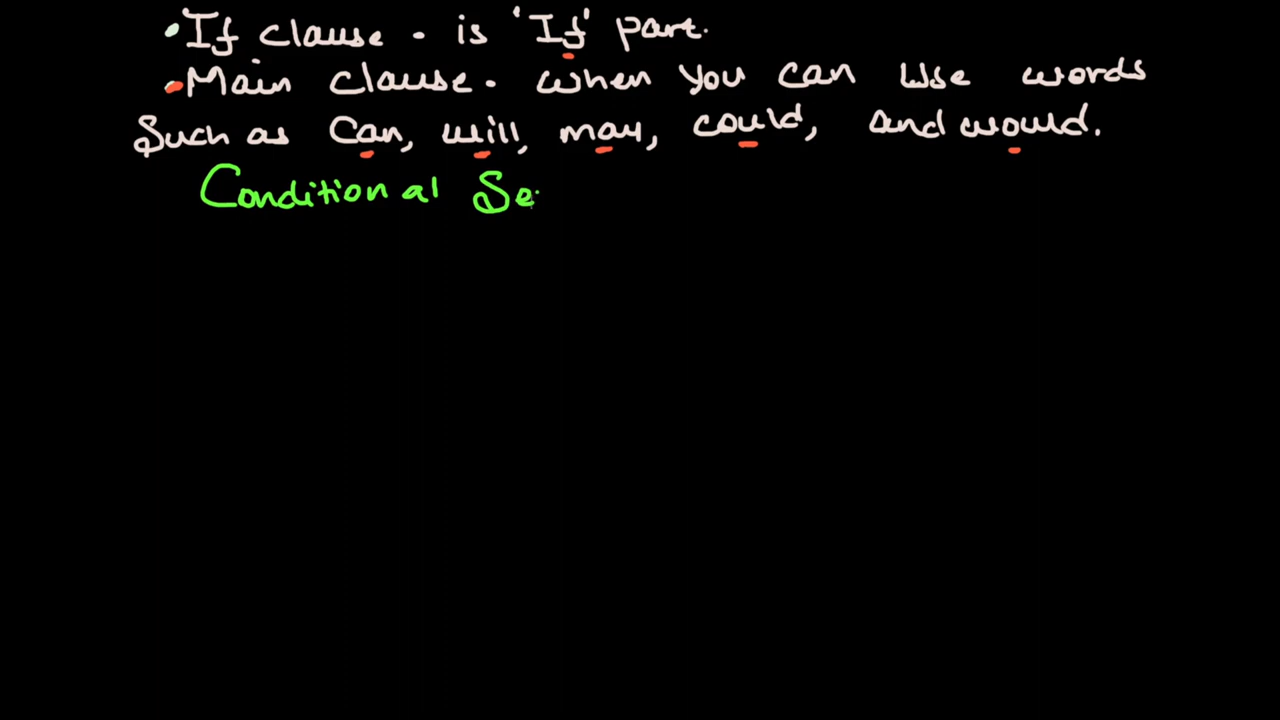 • If clause - is 'If' part.
• Main clause - when you can use words
Such as can, will, may, could, and would.
Conditional Se